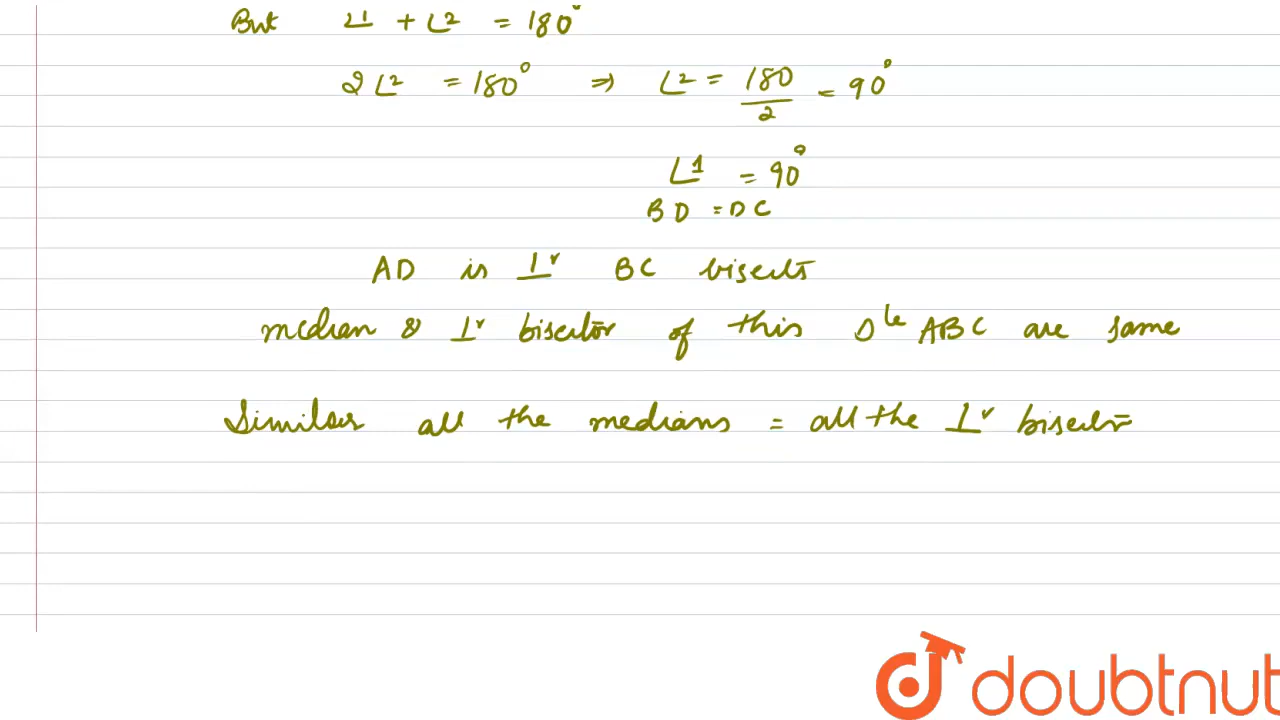 But ∠1 + ∠2 = 180°
2∠2 = 180° ⇒ ∠2 = 180/2 = 90°
∠1 = 90°
BD = DC
AD is ⊥r BC bisects
median & ⊥r bisector of this Δle ABC are same
Similar all the medians = all the ⊥r bisector
doubtnut